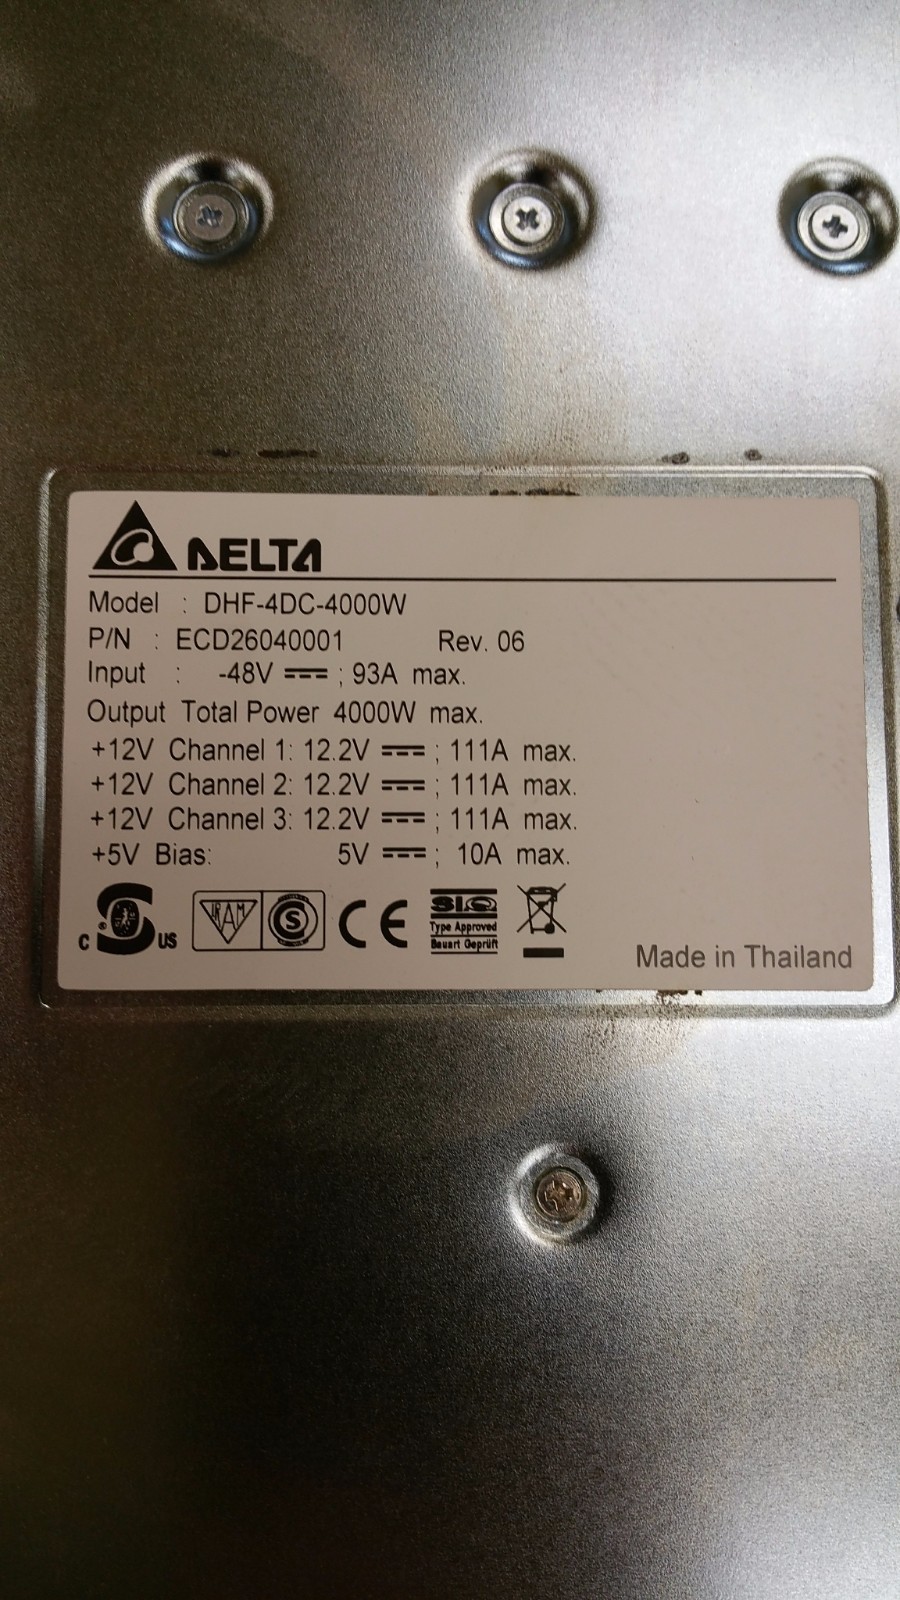 DELTA
Model : DHF-4DC-4000W
P/N : ECD26040001 Rev. 06
Input : -48V ⎓ ; 93A max.
Output Total Power 4000W max.
+12V Channel 1: 12.2V ⎓ ; 111A max.
+12V Channel 2: 12.2V ⎓ ; 111A max.
+12V Channel 3: 12.2V ⎓ ; 111A max.
+5V Bias: 5V ⎓ ; 10A max.
C ® US IRAM S CE SIQ
Type Approved
Bauart Geprüft
Made in Thailand